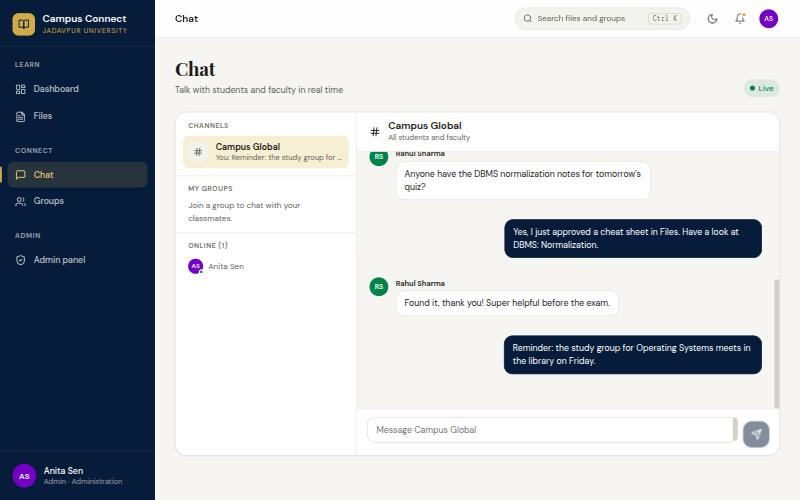 Campus Connect
JADAVPUR UNIVERSITY
LEARN
Dashboard
Files
CONNECT
Chat
Groups
ADMIN
Admin panel
AS
Anita Sen
Admin · Administration
Chat
Search files and groups
Ctrl K
AS
Chat
Talk with students and faculty in real time
Live
CHANNELS
# Campus Global
You: Reminder: the study group for ...
MY GROUPS
Join a group to chat with your
classmates.
ONLINE (1)
AS Anita Sen
# Campus Global
All students and faculty
RS Rahul Sharma
Anyone have the DBMS normalization notes for tomorrow's
quiz?
Yes, I just approved a cheat sheet in Files. Have a look at
DBMS: Normalization.
RS Rahul Sharma
Found it, thank you! Super helpful before the exam.
Reminder: the study group for Operating Systems meets in
the library on Friday.
Message Campus Global